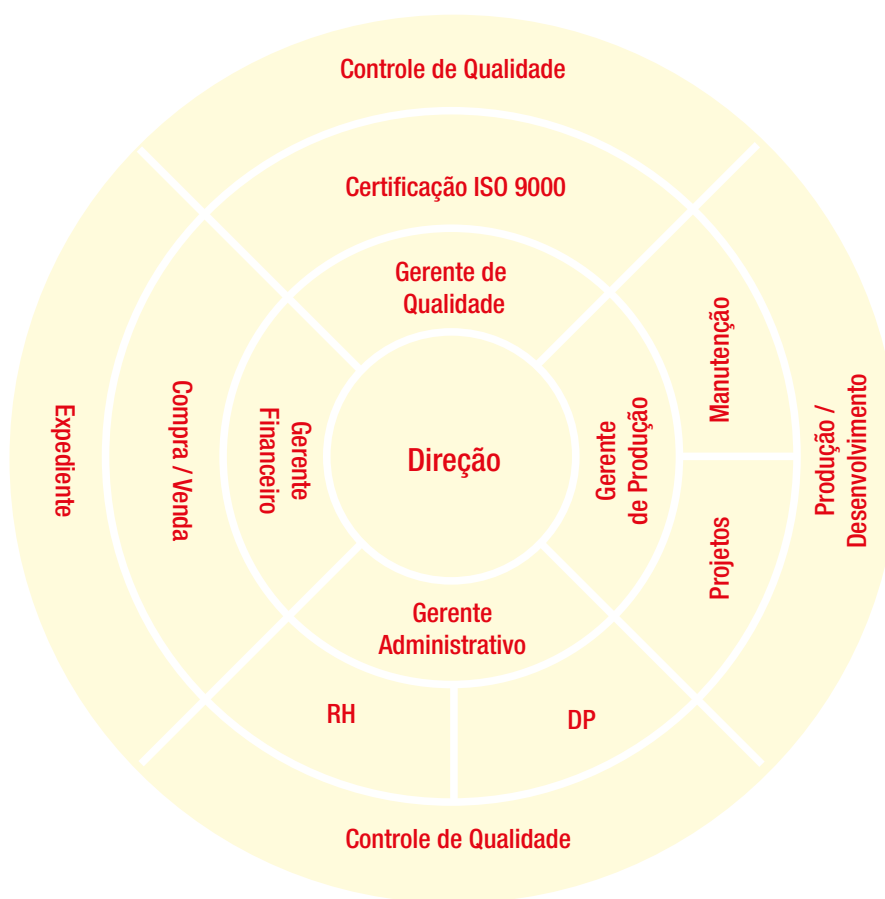 Controle de Qualidade
Certificação ISO 9000
Gerente de
Qualidade
Manutenção
Produção /
Desenvolvimento
Expediente
Compra / Venda
Gerente
Financeiro
Direção
Gerente
de Produção
Projetos
Gerente
Administrativo
RH
DP
Controle de Qualidade